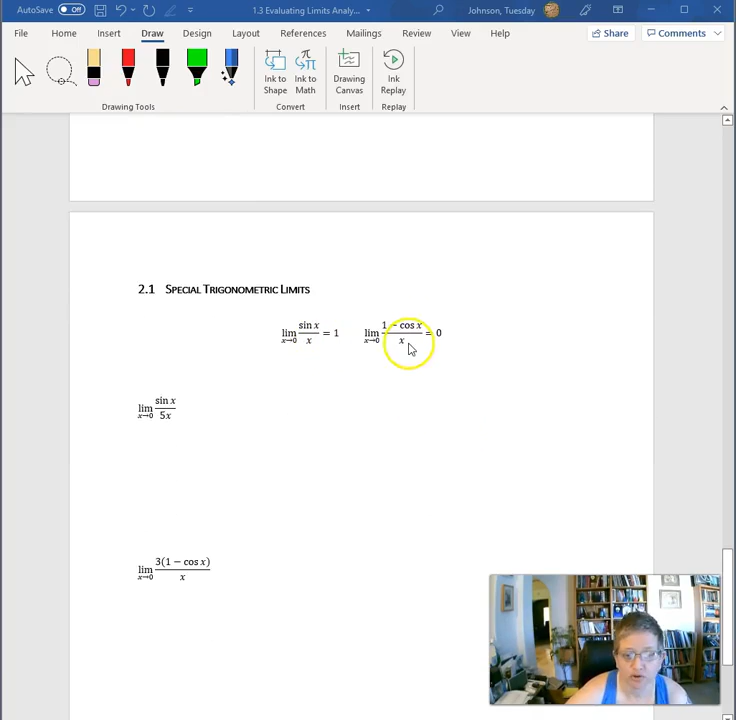 AutoSave Off 1.3 Evaluating Limits Analy... Johnson, Tuesday
File Home Insert Draw Design Layout References Mailings Review View Help Share Comments
Ink to Shape Ink to Math Drawing Canvas Ink Replay
Drawing Tools Convert Insert Replay
2.1 SPECIAL TRIGONOMETRIC LIMITS
lim x→0 sin x / x = 1 lim x→0 1 − cos x / x = 0
lim x→0 sin x / 5x
lim x→0 3(1 − cos x) / x